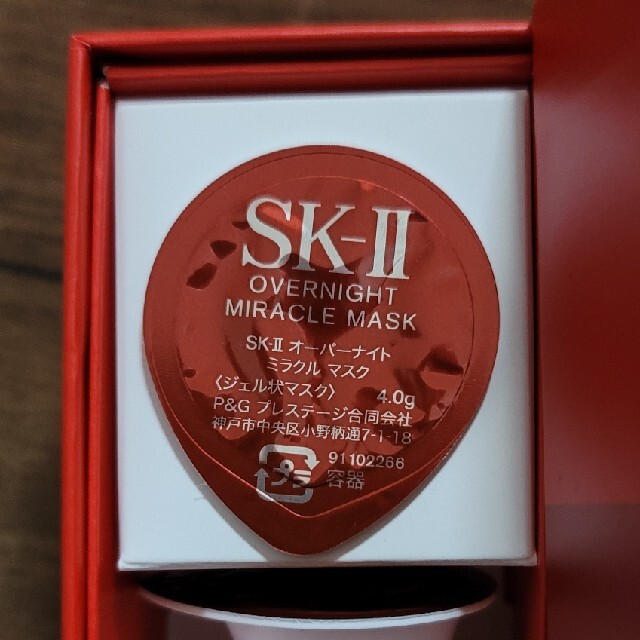 SK-II
OVERNIGHT
MIRACLE MASK
SK-II オーバーナイト
ミラクル マスク
〈ジェル状マスク〉 4.0g
P&G プレステージ合同会社
神戸市中央区小野柄通7-1-18
91102266
プラ 容器